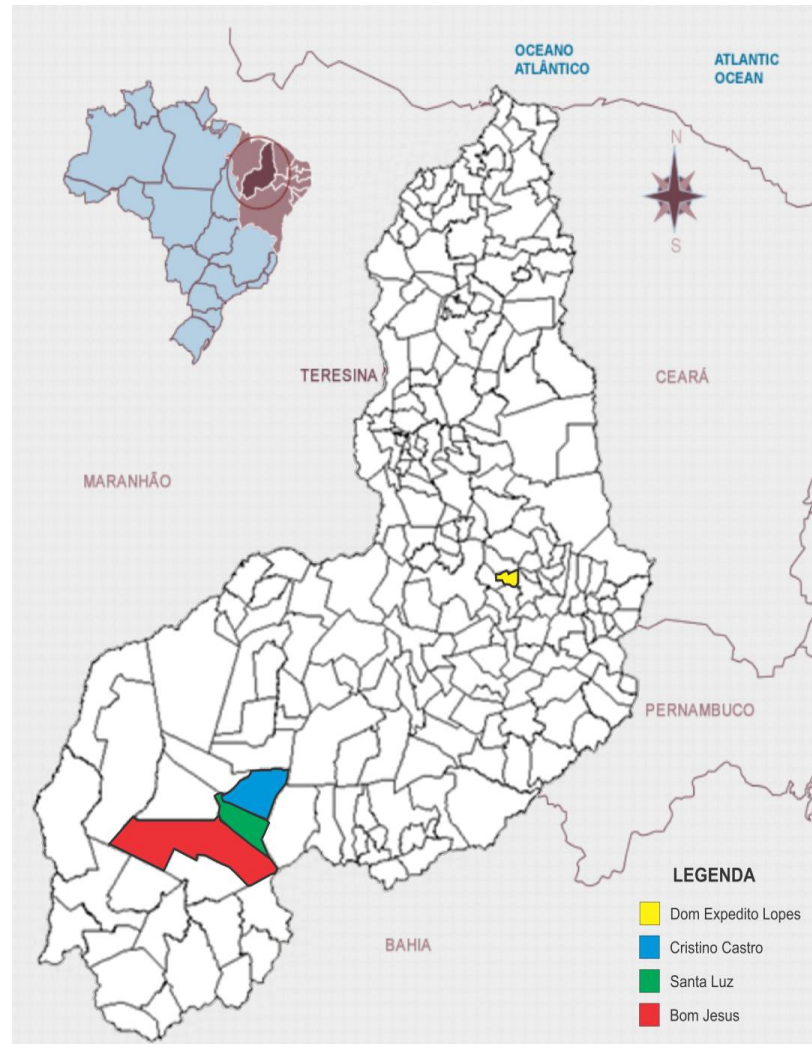 OCEANO
ATLÂNTICO
ATLANTIC
OCEAN
N
S
TERESINA
CEARÁ
MARANHÃO
PERNAMBUCO
BAHIA
LEGENDA
Dom Expedito Lopes
Cristino Castro
Santa Luz
Bom Jesus